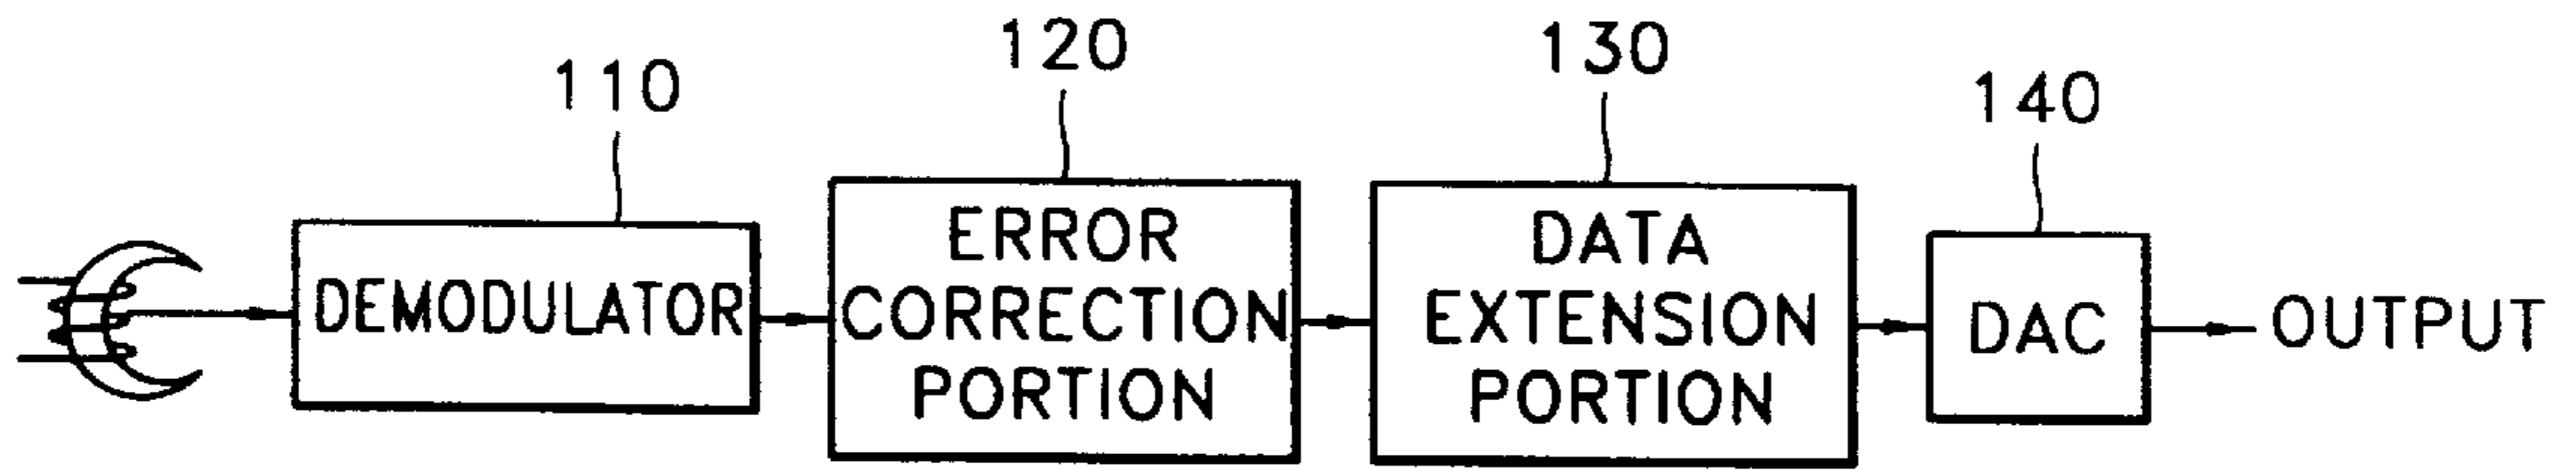 110
120
130
140
DEMODULATOR
ERROR
CORRECTION
PORTION
DATA
EXTENSION
PORTION
DAC
OUTPUT